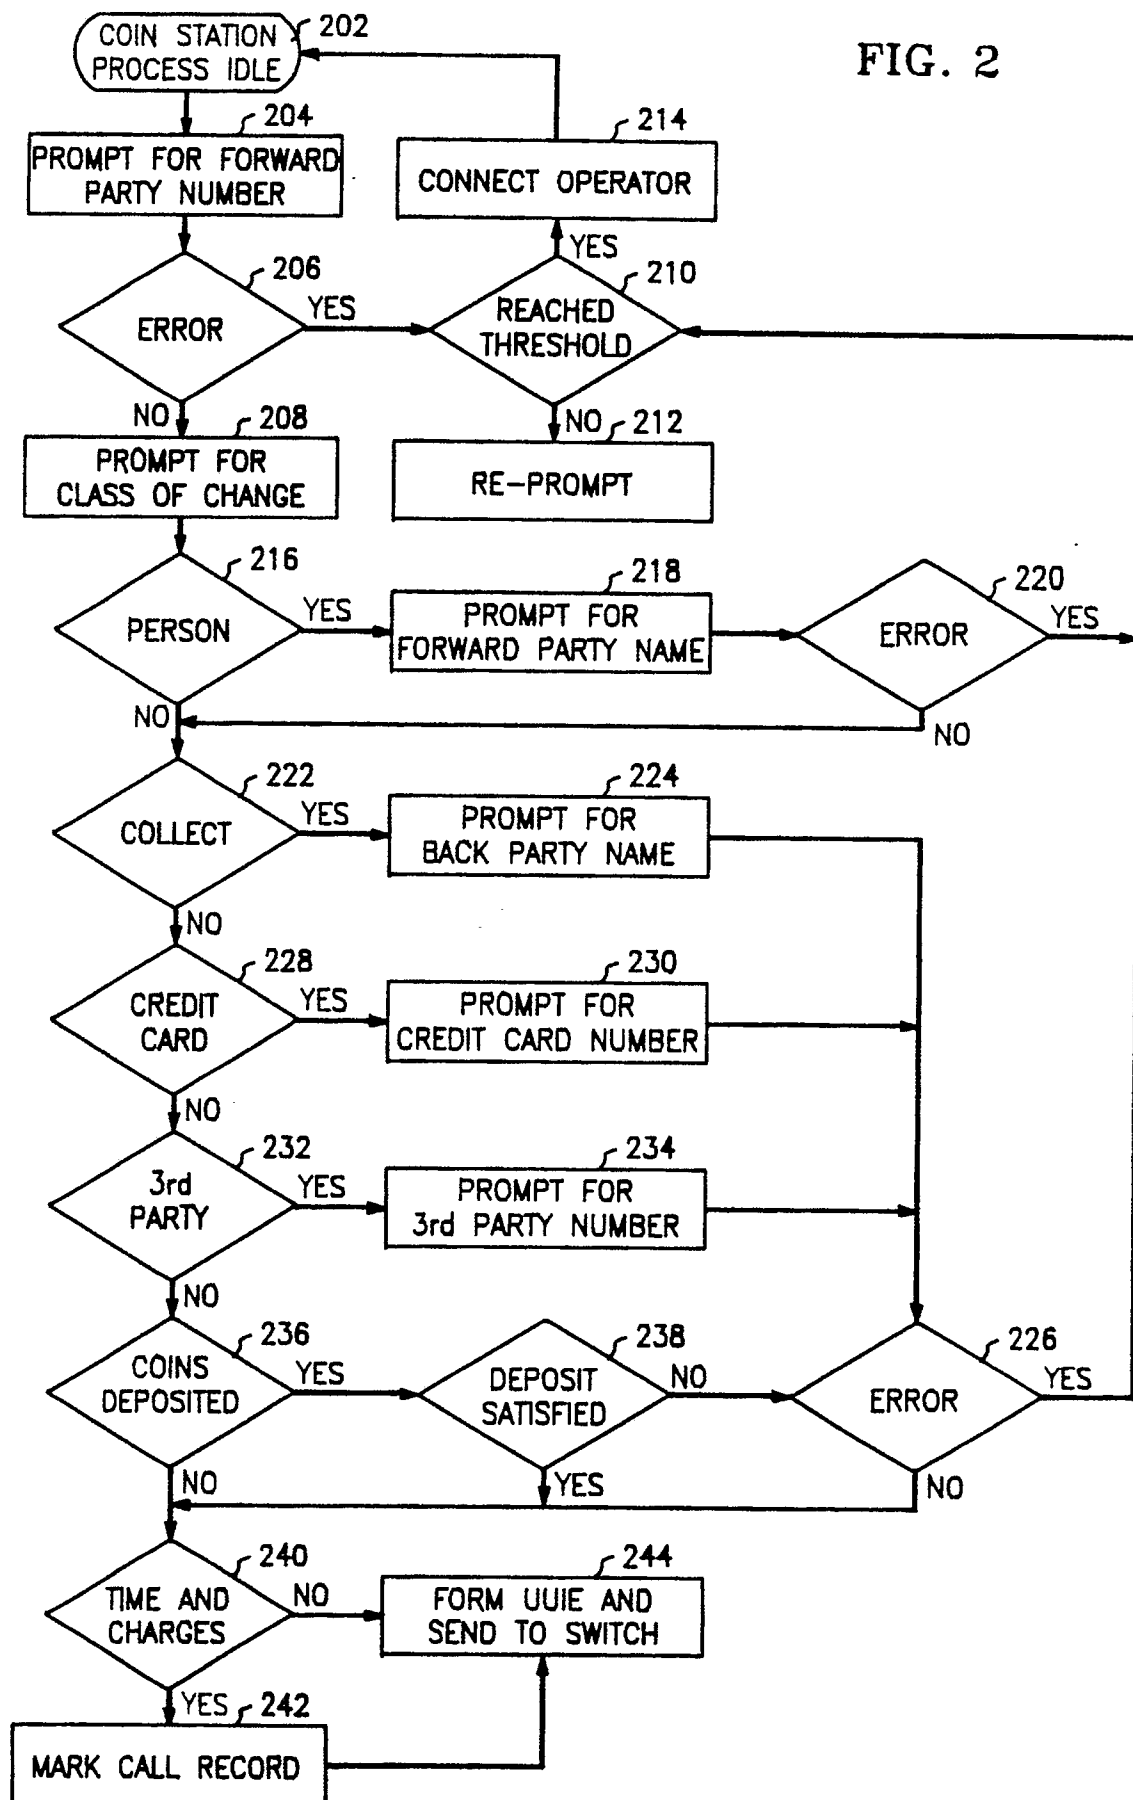 FIG. 2
COIN STATION
PROCESS IDLE
202
204
PROMPT FOR FORWARD
PARTY NUMBER
214
CONNECT OPERATOR
YES
206
ERROR
YES
210
REACHED
THRESHOLD
NO
NO
208
PROMPT FOR
CLASS OF CHANGE
212
RE-PROMPT
216
PERSON
YES
218
PROMPT FOR
FORWARD PARTY NAME
220
ERROR
YES
NO
NO
222
COLLECT
YES
224
PROMPT FOR
BACK PARTY NAME
NO
228
CREDIT
CARD
YES
230
PROMPT FOR
CREDIT CARD NUMBER
NO
232
3rd
PARTY
YES
234
PROMPT FOR
3rd PARTY NUMBER
NO
236
COINS
DEPOSITED
YES
238
DEPOSIT
SATISFIED
NO
226
ERROR
YES
NO
YES
NO
240
TIME AND
CHARGES
NO
244
FORM UUIE AND
SEND TO SWITCH
YES
242
MARK CALL RECORD